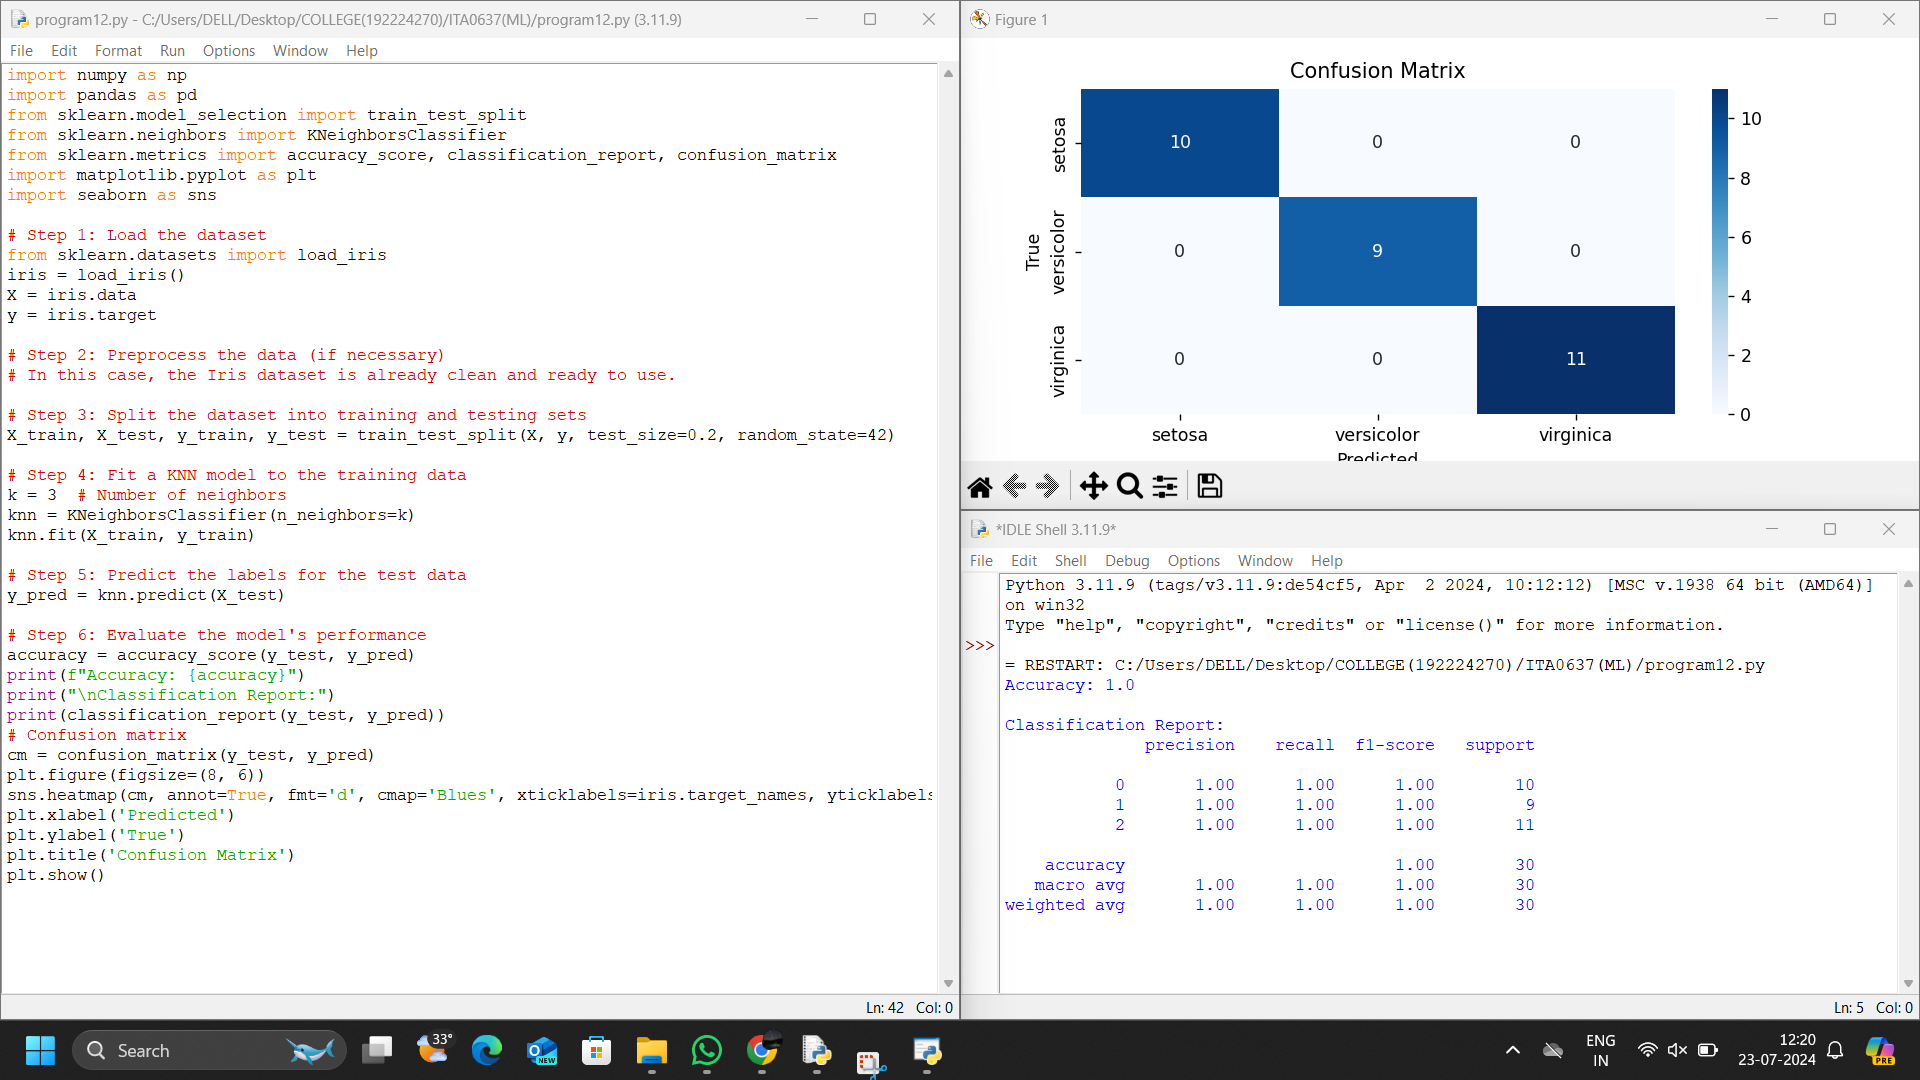 program12.py - C:/Users/DELL/Desktop/COLLEGE(192224270)/ITA0637(ML)/program12.py (3.11.9)
File Edit Format Run Options Window Help
import numpy as np
import pandas as pd
from sklearn.model_selection import train_test_split
from sklearn.neighbors import KNeighborsClassifier
from sklearn.metrics import accuracy_score, classification_report, confusion_matrix
import matplotlib.pyplot as plt
import seaborn as sns
# Step 1: Load the dataset
from sklearn.datasets import load_iris
iris = load_iris()
X = iris.data
y = iris.target
# Step 2: Preprocess the data (if necessary)
# In this case, the Iris dataset is already clean and ready to use.
# Step 3: Split the dataset into training and testing sets
X_train, X_test, y_train, y_test = train_test_split(X, y, test_size=0.2, random_state=42)
# Step 4: Fit a KNN model to the training data
k = 3  # Number of neighbors
knn = KNeighborsClassifier(n_neighbors=k)
knn.fit(X_train, y_train)
# Step 5: Predict the labels for the test data
y_pred = knn.predict(X_test)
# Step 6: Evaluate the model's performance
accuracy = accuracy_score(y_test, y_pred)
print(f"Accuracy: {accuracy}")
print("\nClassification Report:")
print(classification_report(y_test, y_pred))
# Confusion matrix
cm = confusion_matrix(y_test, y_pred)
plt.figure(figsize=(8, 6))
sns.heatmap(cm, annot=True, fmt='d', cmap='Blues', xticklabels=iris.target_names, yticklabels
plt.xlabel('Predicted')
plt.ylabel('True')
plt.title('Confusion Matrix')
plt.show()
Ln: 42 Col: 0
Figure 1
Confusion Matrix
True
setosa
10 0 0
versicolor
0 9 0
virginica
0 0 11
setosa versicolor virginica
Predicted
10
8
6
4
2
0
*IDLE Shell 3.11.9*
File Edit Shell Debug Options Window Help
Python 3.11.9 (tags/v3.11.9:de54cf5, Apr  2 2024, 10:12:12) [MSC v.1938 64 bit (AMD64)]
on win32
Type "help", "copyright", "credits" or "license()" for more information.
>>>
= RESTART: C:/Users/DELL/Desktop/COLLEGE(192224270)/ITA0637(ML)/program12.py
Accuracy: 1.0
Classification Report:
precision recall f1-score support
0 1.00 1.00 1.00 10
1 1.00 1.00 1.00 9
2 1.00 1.00 1.00 11
accuracy 1.00 30
macro avg 1.00 1.00 1.00 30
weighted avg 1.00 1.00 1.00 30
Ln: 5 Col: 0
Search
33°
NEW
ENG
IN
12:20
23-07-2024
PRE